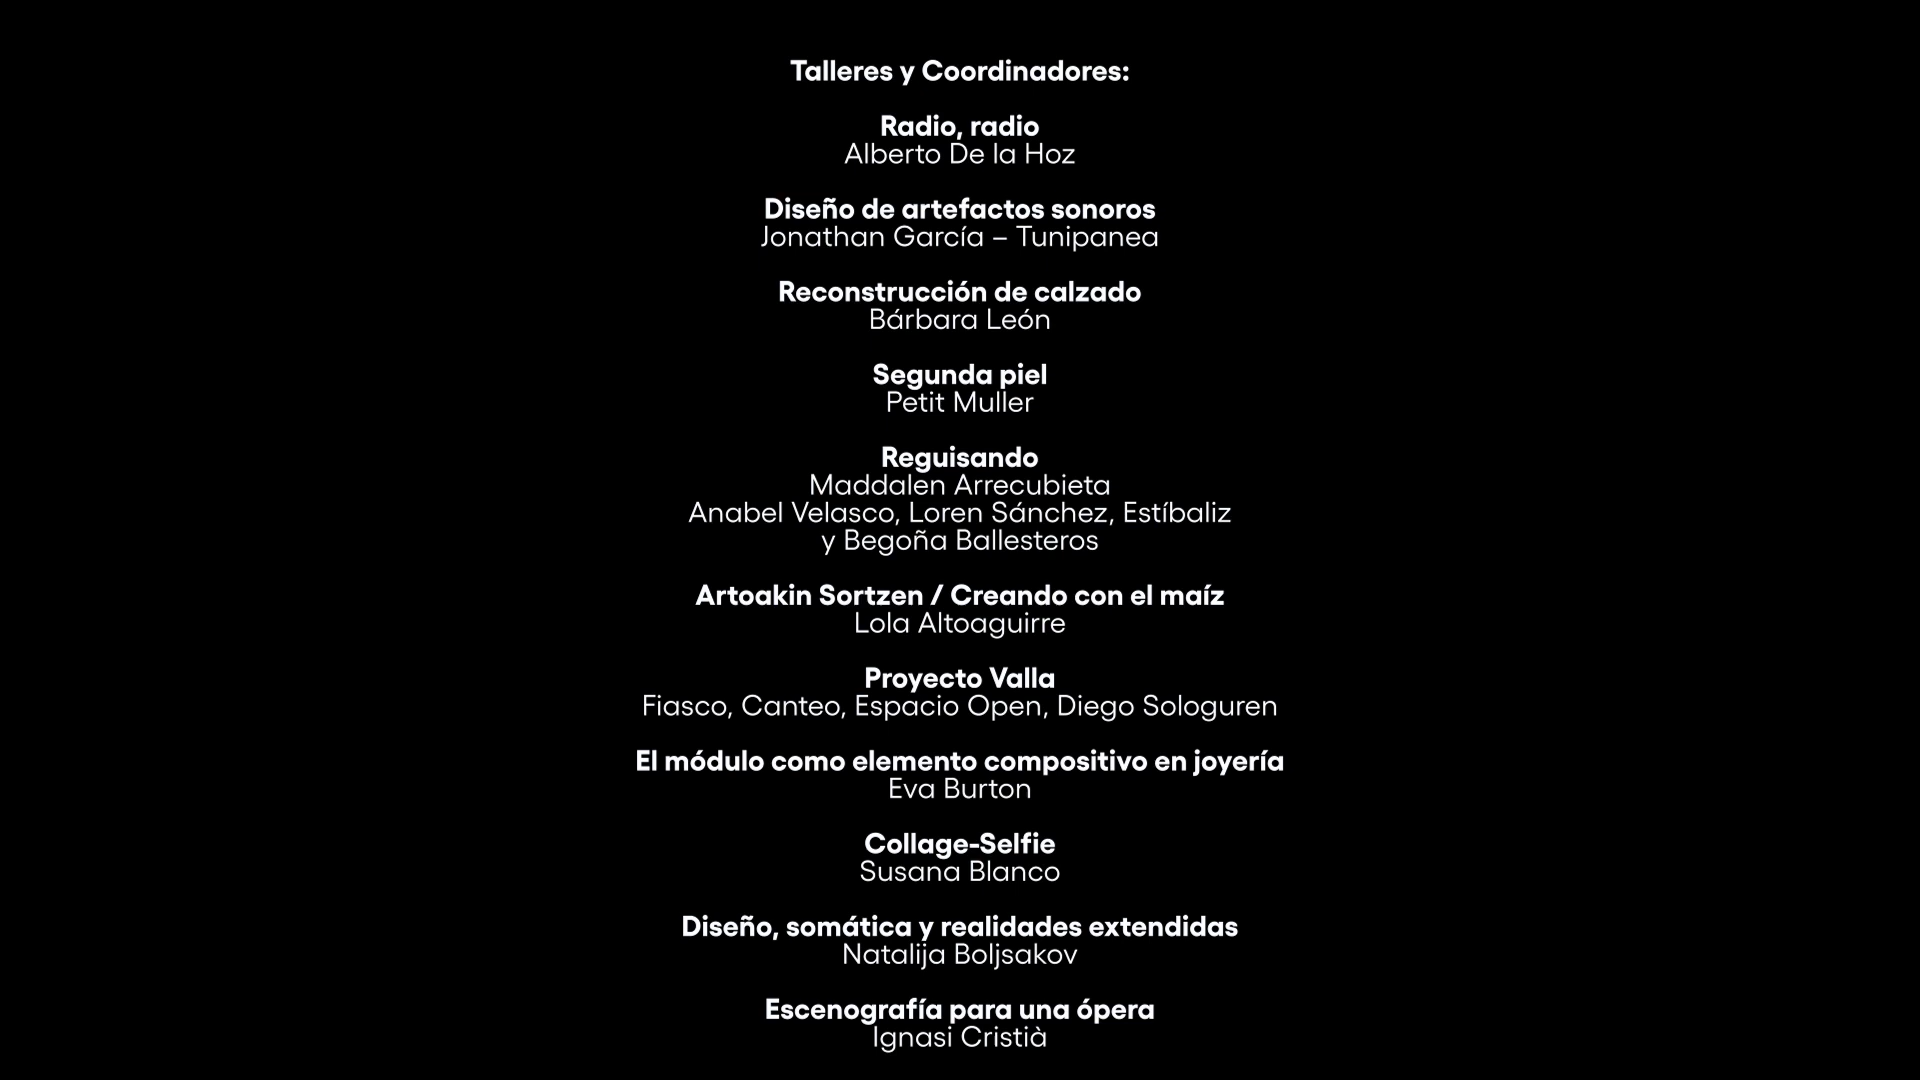 Talleres y Coordinadores:
Radio, radio
Alberto De la Hoz
Diseño de artefactos sonoros
Jonathan García – Tunipanea
Reconstrucción de calzado
Bárbara León
Segunda piel
Petit Muller
Reguisando
Maddalen Arrecubieta
Anabel Velasco, Loren Sánchez, Estíbaliz
y Begoña Ballesteros
Artoakin Sortzen / Creando con el maíz
Lola Altoaguirre
Proyecto Valla
Fiasco, Canteo, Espacio Open, Diego Sologuren
El módulo como elemento compositivo en joyería
Eva Burton
Collage-Selfie
Susana Blanco
Diseño, somática y realidades extendidas
Natalija Boljsakov
Escenografía para una ópera
Ignasi Cristià